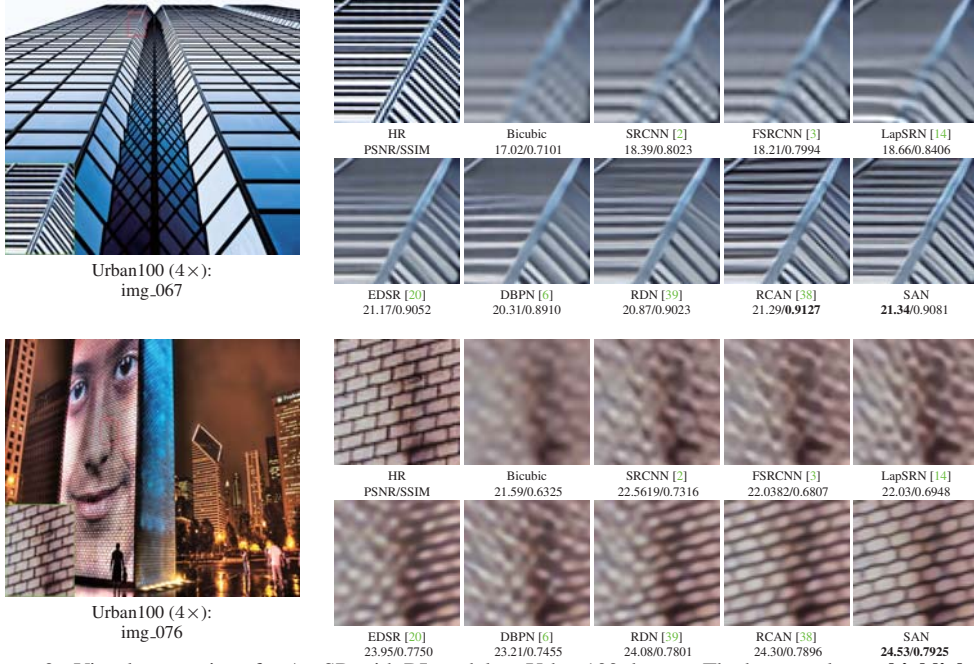 HR
PSNR/SSIM
Bicubic
17.02/0.7101
SRCNN [2]
18.39/0.8023
FSRCNN [3]
18.21/0.7994
LapSRN [14]
18.66/0.8406
EDSR [20]
21.17/0.9052
DBPN [6]
20.31/0.8910
RDN [39]
20.87/0.9023
RCAN [38]
21.29/0.9127
SAN
21.34/0.9081
Urban100 (4×):
img_067
HR
PSNR/SSIM
Bicubic
21.59/0.6325
SRCNN [2]
22.5619/0.7316
FSRCNN [3]
22.0382/0.6807
LapSRN [14]
22.03/0.6948
EDSR [20]
23.95/0.7750
DBPN [6]
23.21/0.7455
RDN [39]
24.08/0.7801
RCAN [38]
24.30/0.7896
SAN
24.53/0.7925
Urban100 (4×):
img_076